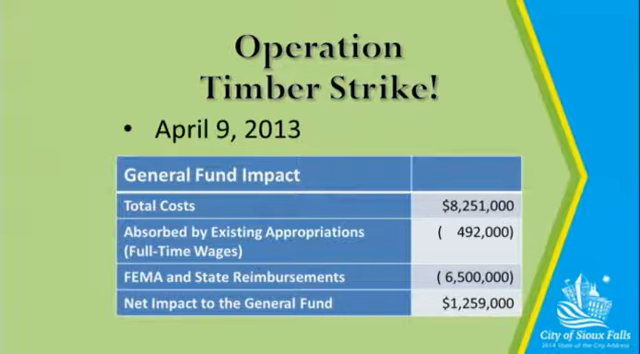 Operation
Timber Strike!
• April 9, 2013
General Fund Impact
Total Costs $8,251,000
Absorbed by Existing Appropriations ( 492,000)
(Full-Time Wages)
FEMA and State Reimbursements ( 6,500,000)
Net Impact to the General Fund $1,259,000
City of Sioux Falls
2014 State of the City Address